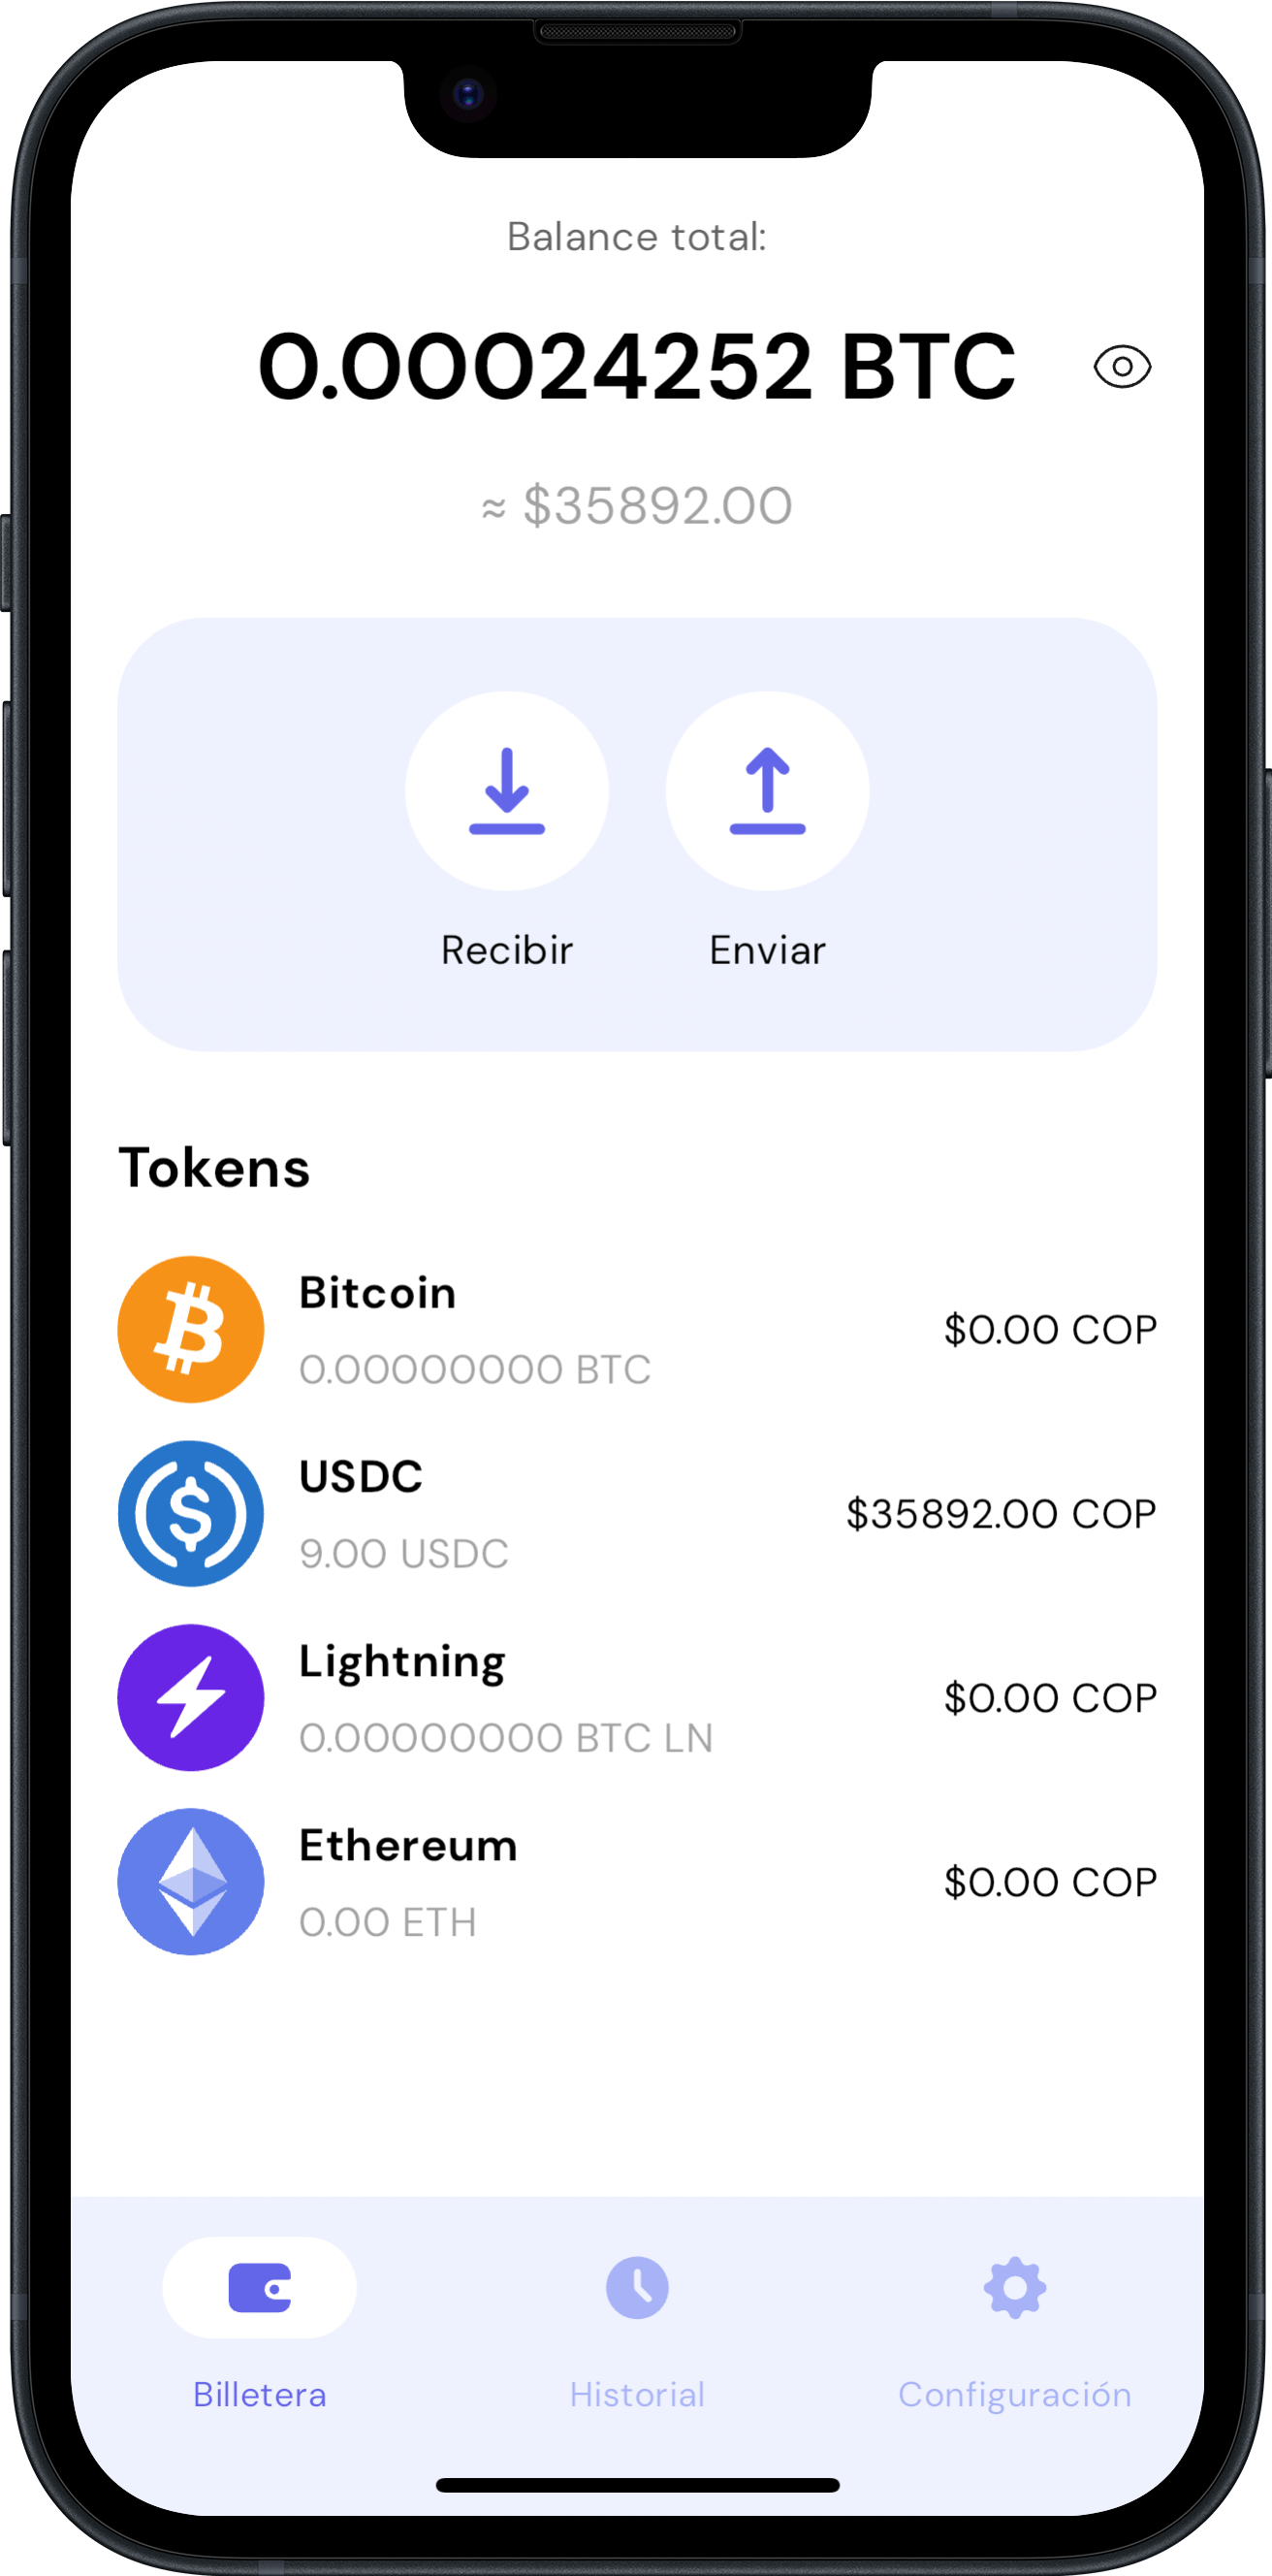 Balance total:
0.00024252 BTC
≈ $35892.00
Recibir
Enviar
Tokens
Bitcoin
0.00000000 BTC
$0.00 COP
USDC
9.00 USDC
$35892.00 COP
Lightning
0.00000000 BTC LN
$0.00 COP
Ethereum
0.00 ETH
$0.00 COP
Billetera
Historial
Configuración